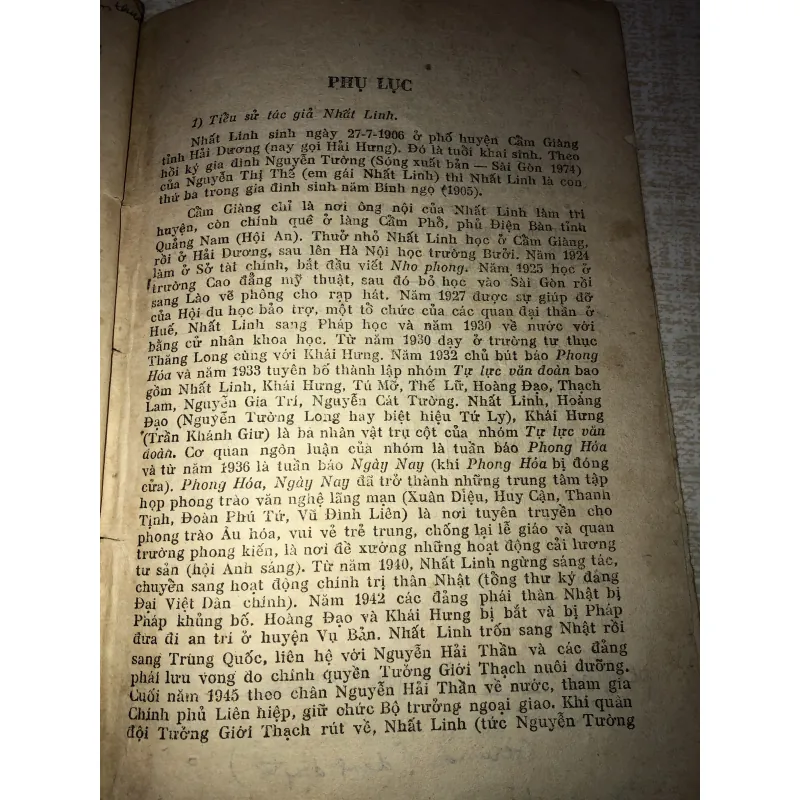 PHỤ LỤC
1) Tiểu sử tác giả Nhất Linh.
Nhất Linh sinh ngày 27-7-1906 ở phố huyện Cẩm Giàng
tỉnh Hải Dương (nay gọi Hải Hưng). Đó là tuổi khai sinh. Theo
hồi ký gia đình Nguyễn Tường (Sóng xuất bản — Sài Gòn 1974)
của Nguyễn Thị Thế (em gái Nhất Linh) thì Nhất Linh là con
thứ ba trong gia đình sinh năm Bính ngọ (1905).
Cẩm Giàng chỉ là nơi ông nội của Nhất Linh làm tri
huyện, còn chính quê ở làng Cẩm Phổ, phủ Điện Bàn tỉnh
Quảng Nam (Hội An). Thuở nhỏ Nhất Linh học ở Cẩm Giàng,
rồi ở Hải Dương, sau lên Hà Nội học trường Bưởi. Năm 1924
làm ở Sở tài chính, bắt đầu viết Nho phong. Năm 1925 học ở
trường Cao đẳng mỹ thuật, sau đó bỏ học vào Sài Gòn rồi
sang Lào vẽ phông cho rạp hát. Năm 1927 được sự giúp đỡ
của Hội du học bảo trợ, một tổ chức của các quan đại thần ở
Huế, Nhất Linh sang Pháp học và năm 1930 về nước với
bằng cử nhân khoa học. Từ năm 1930 dạy ở trường tư thục
Thăng Long cùng với Khái Hưng. Năm 1932 chủ bút báo Phong
Hóa và năm 1933 tuyên bố thành lập nhóm Tự lực văn đoàn bao
gồm Nhất Linh, Khái Hưng, Tú Mỡ, Thế Lữ, Hoàng Đạo, Thạch
Lam, Nguyễn Gia Trí, Nguyễn Cát Tường. Nhất Linh, Hoàng
Đạo (Nguyễn Tường Long hay biệt hiệu Tứ Ly), Khái Hưng
(Trần Khánh Giư) là ba nhân vật trụ cột của nhóm Tự lực văn
đoàn. Cơ quan ngôn luận của nhóm là tuần báo Phong Hóa
và từ năm 1936 là tuần báo Ngày Nay (khi Phong Hóa bị đóng
cửa). Phong Hóa, Ngày Nay đã trở thành những trung tâm tập
họp phong trào văn nghệ lãng mạn (Xuân Diệu, Huy Cận, Thanh
Tịnh, Đoàn Phú Tứ, Vũ Đình Liên) là nơi tuyên truyền cho
phong trào Âu hóa, vui vẻ trẻ trung, chống lại lễ giáo và quan
trường phong kiến, là nơi đề xướng những hoạt động cải lương
tư sản (hội Ánh sáng). Từ năm 1940, Nhất Linh ngừng sáng tác,
chuyển sang hoạt động chính trị thân Nhật (tổng thư ký đảng
Đại Việt Dân chính). Năm 1942 các đảng phái thân Nhật bị
Pháp khủng bố. Hoàng Đạo và Khái Hưng bị bắt và bị Pháp
đưa đi an trí ở huyện Vụ Bản. Nhất Linh trốn sang Nhật rồi
sang Trùng Quốc, liên hệ với Nguyễn Hải Thần và các đảng
phái lưu vong do chính quyền Tưởng Giới Thạch nuôi dưỡng.
Cuối năm 1945 theo chân Nguyễn Hải Thần về nước, tham gia
Chính phủ Liên hiệp, giữ chức Bộ trưởng ngoại giao. Khi quân
đội Tưởng Giới Thạch rút về, Nhất Linh (tức Nguyễn Tường